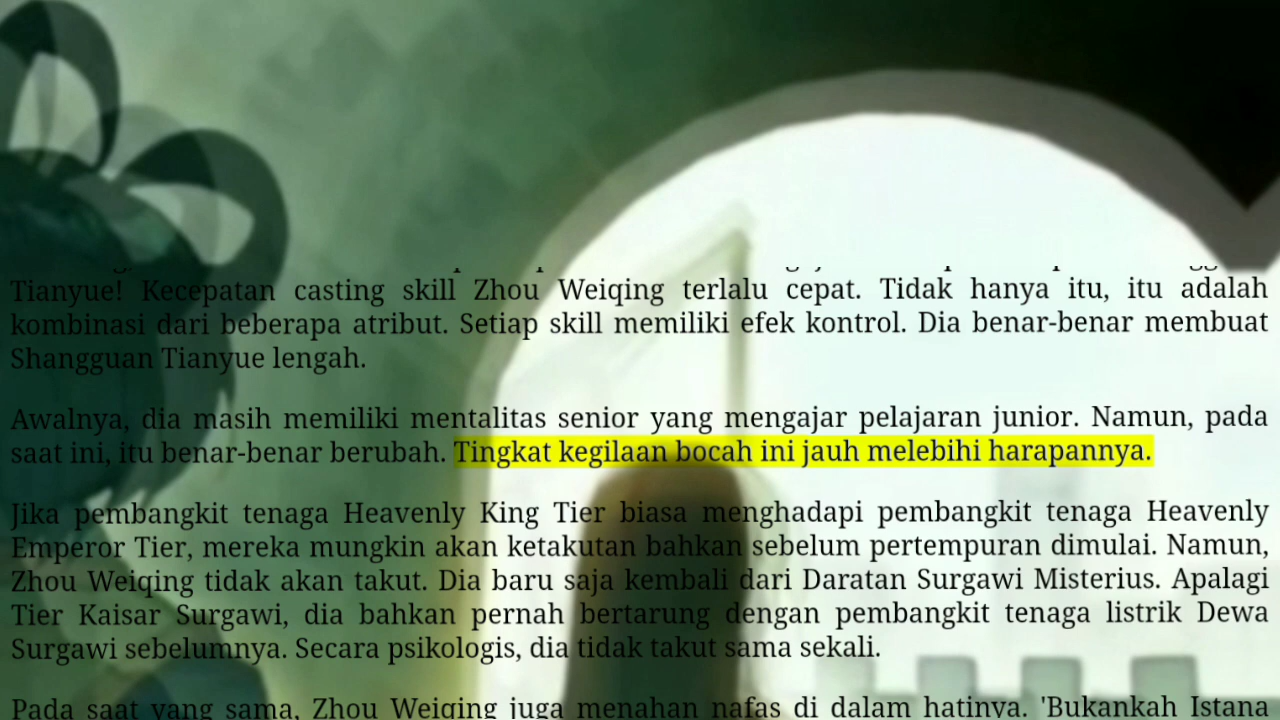 Tianyue! Kecepatan casting skill Zhou Weiqing terlalu cepat. Tidak hanya itu, itu adalah
kombinasi dari beberapa atribut. Setiap skill memiliki efek kontrol. Dia benar-benar membuat
Shangguan Tianyue lengah.
Awalnya, dia masih memiliki mentalitas senior yang mengajar pelajaran junior. Namun, pada
saat ini, itu benar-benar berubah. Tingkat kegilaan bocah ini jauh melebihi harapannya.
Jika pembangkit tenaga Heavenly King Tier biasa menghadapi pembangkit tenaga Heavenly
Emperor Tier, mereka mungkin akan ketakutan bahkan sebelum pertempuran dimulai. Namun,
Zhou Weiqing tidak akan takut. Dia baru saja kembali dari Daratan Surgawi Misterius. Apalagi
Tier Kaisar Surgawi, dia bahkan pernah bertarung dengan pembangkit tenaga listrik Dewa
Surgawi sebelumnya. Secara psikologis, dia tidak takut sama sekali.
Pada saat yang sama, Zhou Weiqing juga menahan nafas di dalam hatinya. 'Bukankah Istana